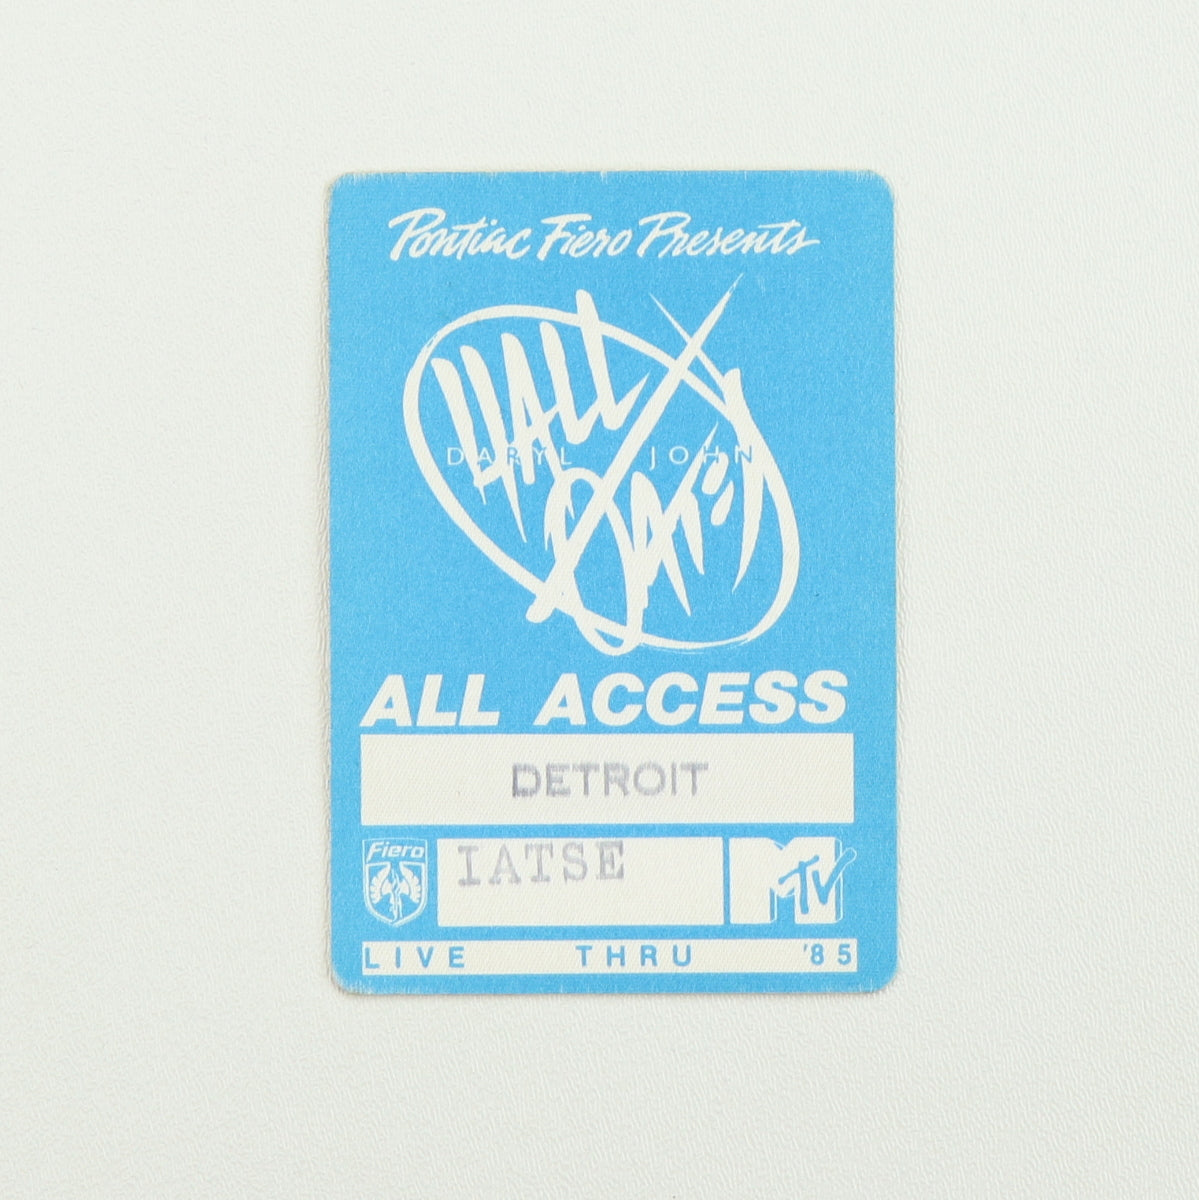 Pontiac Fiero Presents
HALL
DARYL JOHN
OATES
ALL ACCESS
DETROIT
Fiero
IATSE
MTV
LIVE THRU '85